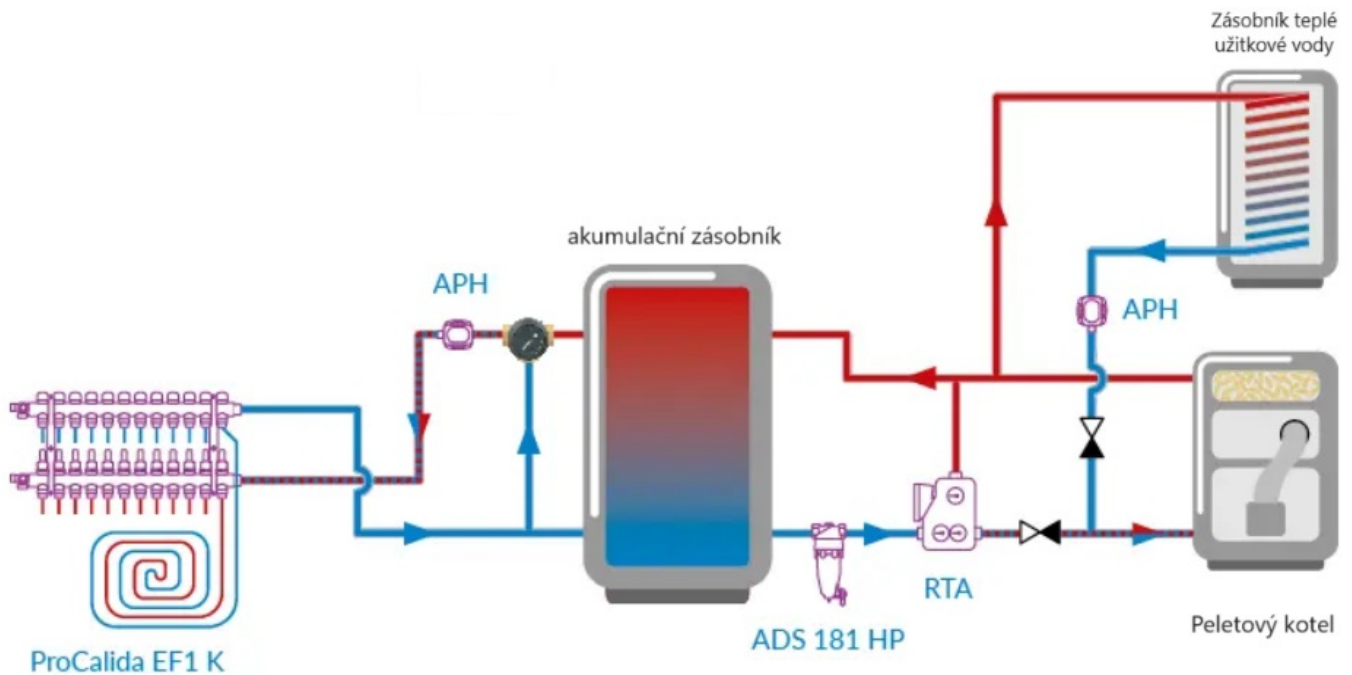 Zásobník teplé
užitkové vody
akumulační zásobník
APH
APH
RTA
ADS 181 HP
Peletový kotel
ProCalida EF1 K